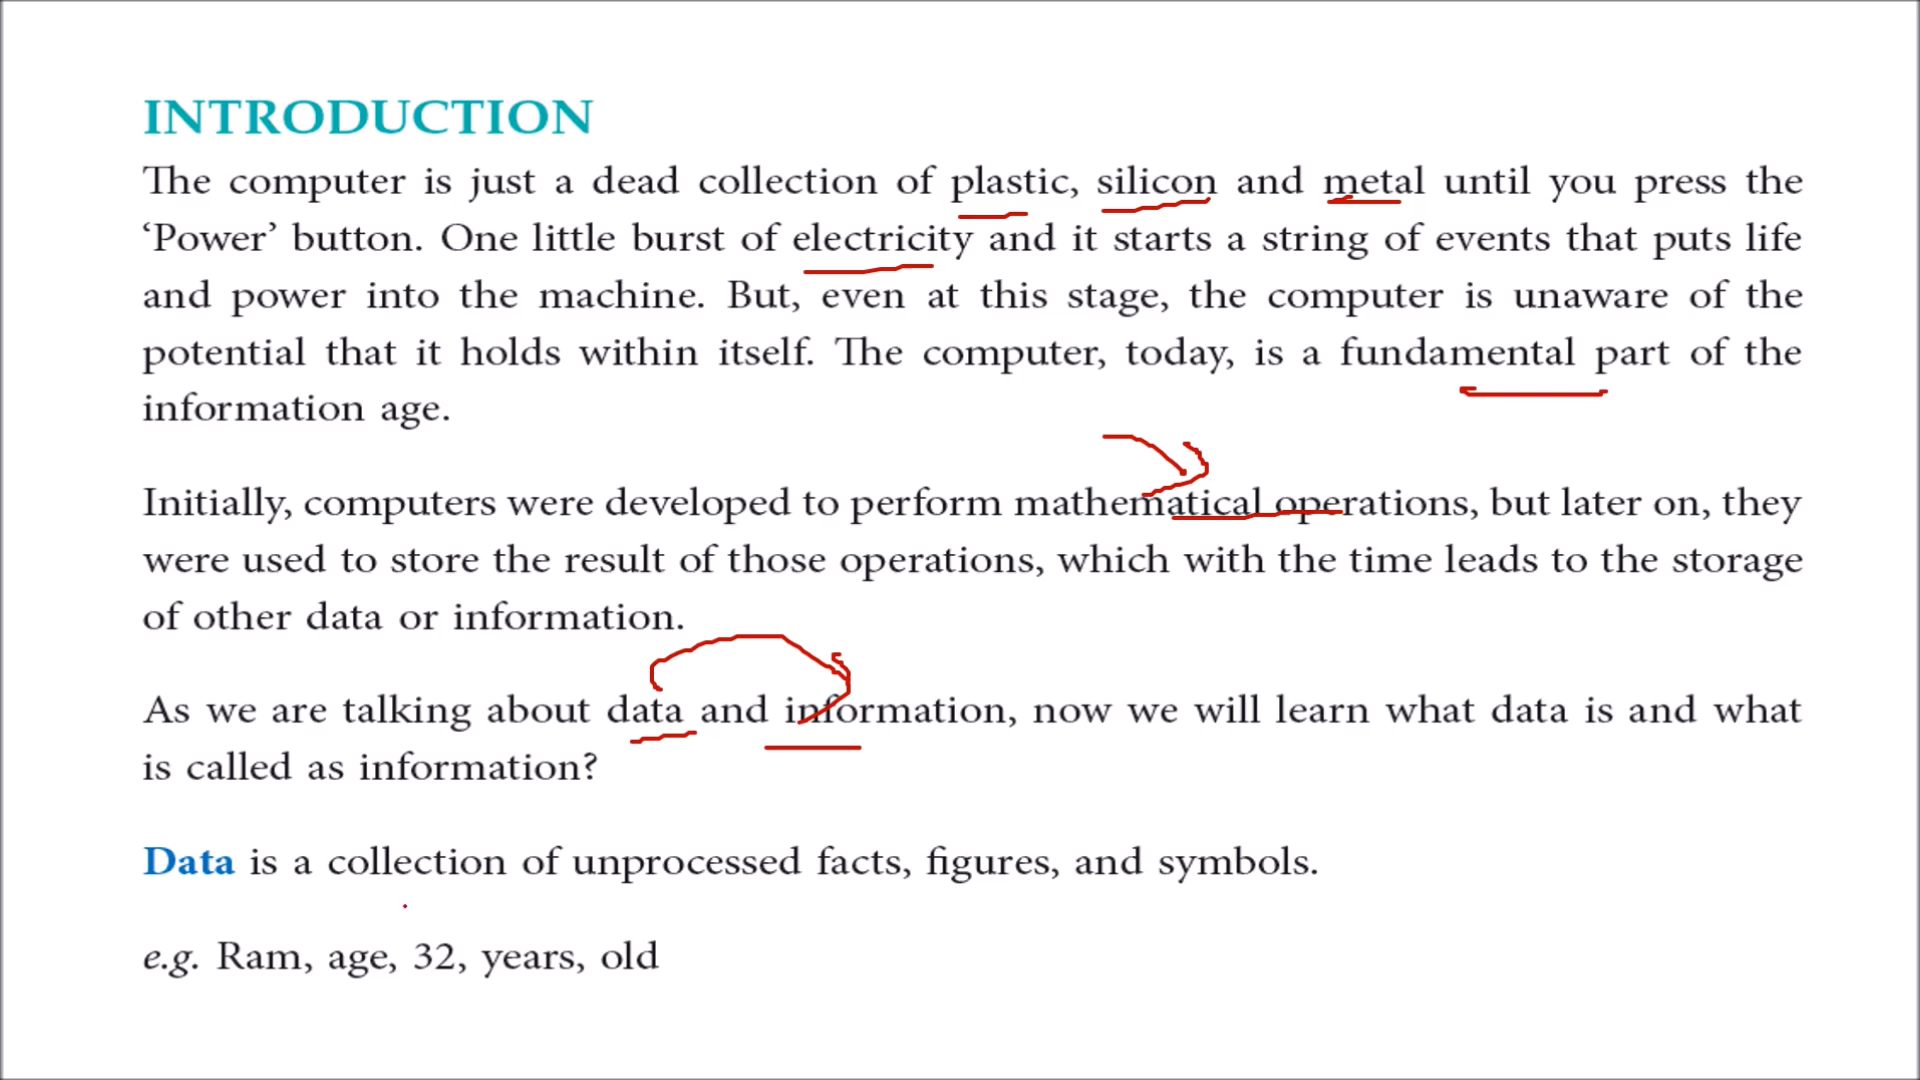 INTRODUCTION
The computer is just a dead collection of plastic, silicon and metal until you press the
‘Power’ button. One little burst of electricity and it starts a string of events that puts life
and power into the machine. But, even at this stage, the computer is unaware of the
potential that it holds within itself. The computer, today, is a fundamental part of the
information age.
Initially, computers were developed to perform mathematical operations, but later on, they
were used to store the result of those operations, which with the time leads to the storage
of other data or information.
As we are talking about data and information, now we will learn what data is and what
is called as information?
Data is a collection of unprocessed facts, figures, and symbols.
e.g. Ram, age, 32, years, old